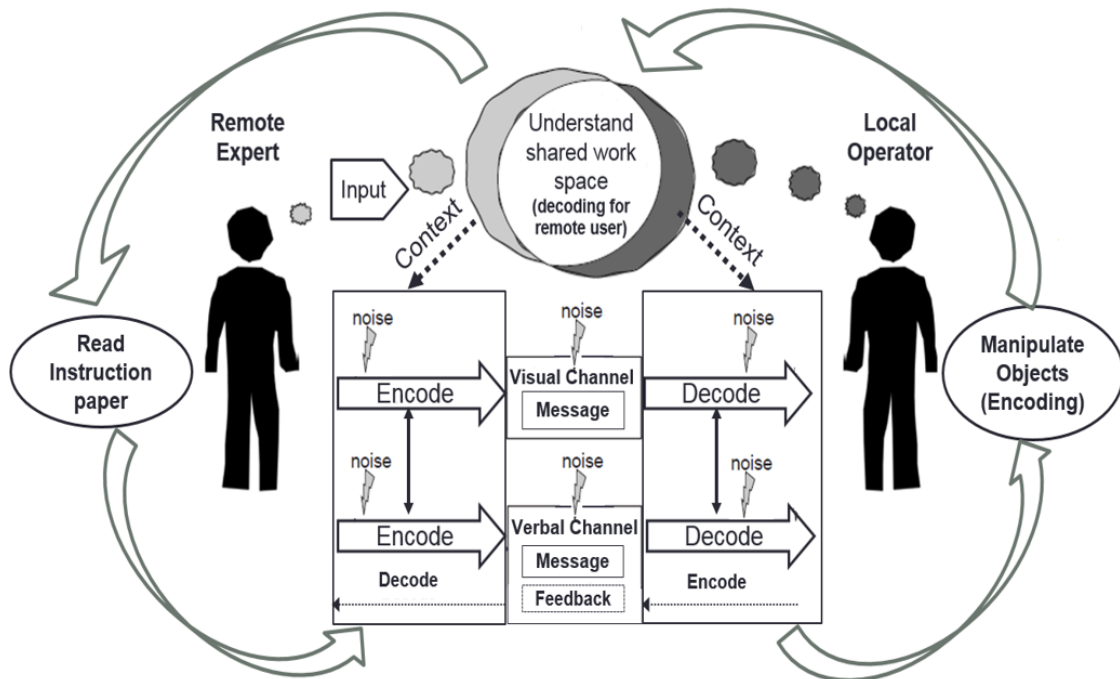 Remote
Expert
Input
Understand
shared work
space
(decoding for
remote user)
Local
Operator
Context
Context
Read
Instruction
paper
Manipulate
Objects
(Encoding)
noise
noise
noise
Encode
Visual Channel
Message
Decode
noise
noise
noise
Encode
Verbal Channel
Message
Decode
Decode
Feedback
Encode